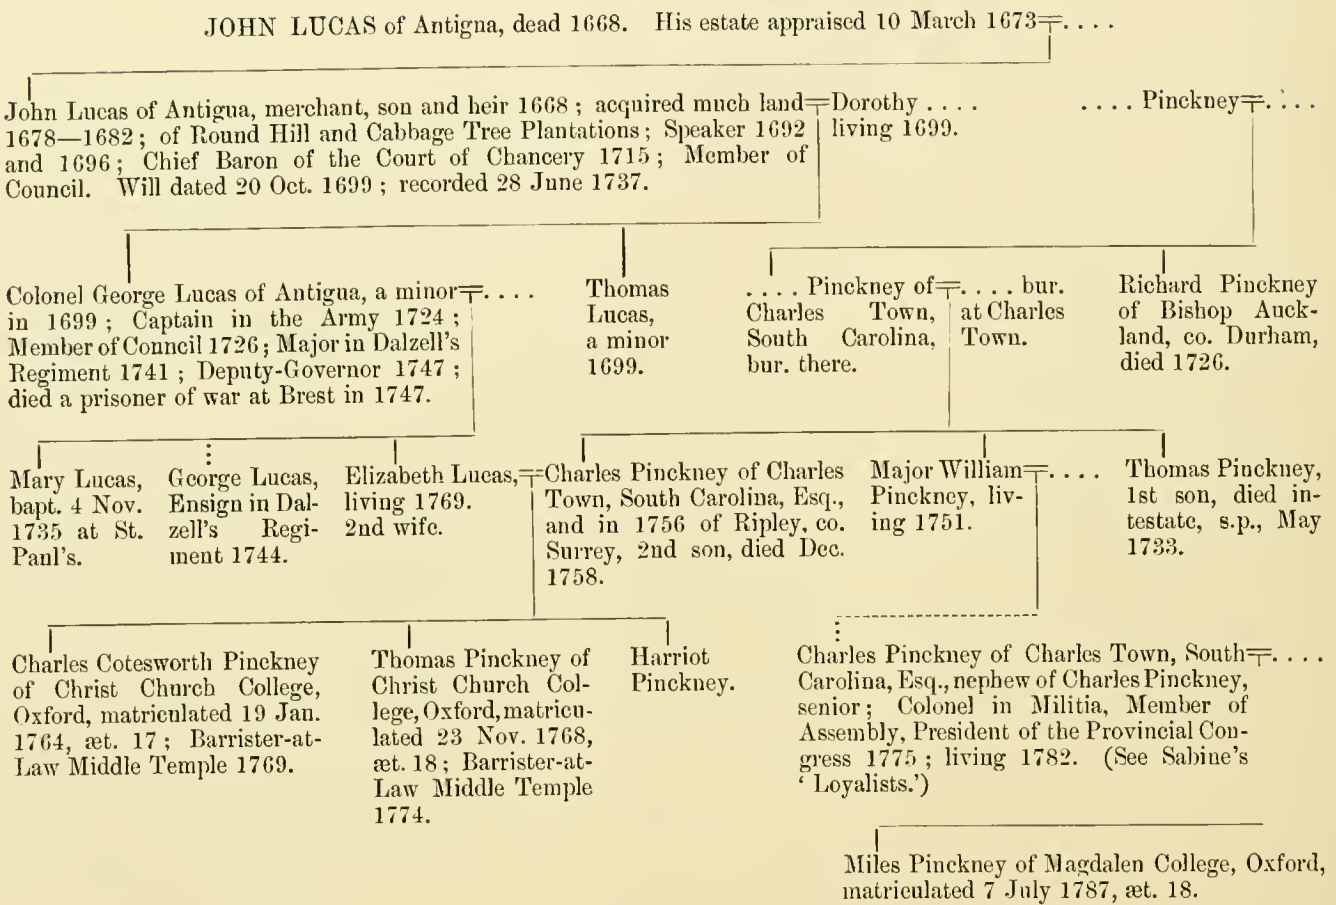 JOHN LUCAS of Antigua, dead 1668. His estate appraised 10 March 1673 . . . .
John Lucas of Antigua, merchant, son and heir 1668 ; acquired much land
1678—1682 ; of Round Hill and Cabbage Tree Plantations ; Speaker 1692
and 1696 ; Chief Baron of the Court of Chancery 1715 ; Member of
Council. Will dated 20 Oct. 1699 ; recorded 28 June 1737.
Dorothy . . . .
living 1699.
. . . . Pinckney . . . .
Colonel George Lucas of Antigua, a minor . . . .
in 1699 ; Captain in the Army 1724 ;
Member of Council 1726 ; Major in Dalzell's
Regiment 1741 ; Deputy-Governor 1747 ;
died a prisoner of war at Brest in 1747.
Thomas
Lucas,
a minor
1699.
. . . . Pinckney of
Charles Town,
South Carolina,
bur. there.
. . . . bur.
at Charles
Town.
Richard Pinckney
of Bishop Auck-
land, co. Durham,
died 1726.
Mary Lucas,
bapt. 4 Nov.
1735 at St.
Paul's.
George Lucas,
Ensign in Dal-
zell's Regi-
ment 1744.
Elizabeth Lucas,
living 1769.
2nd wife.
Charles Pinckney of Charles
Town, South Carolina, Esq.,
and in 1756 of Ripley, co.
Surrey, 2nd son, died Dec.
1758.
Major William . . . .
Pinckney, liv-
ing 1751.
Thomas Pinckney,
1st son, died in-
testate, s.p., May
1733.
Charles Cotesworth Pinckney
of Christ Church College,
Oxford, matriculated 19 Jan.
1764, æt. 17 ; Barrister-at-
Law Middle Temple 1769.
Thomas Pinckney of
Christ Church Col-
lege, Oxford, matricu-
lated 23 Nov. 1768,
æt. 18 ; Barrister-at-
Law Middle Temple
1774.
Harriot
Pinckney.
Charles Pinckney of Charles Town, South . . . .
Carolina, Esq., nephew of Charles Pinckney,
senior ; Colonel in Militia, Member of
Assembly, President of the Provincial Con-
gress 1775 ; living 1782. (See Sabine's
' Loyalists.')
Miles Pinckney of Magdalen College, Oxford,
matriculated 7 July 1787, æt. 18.